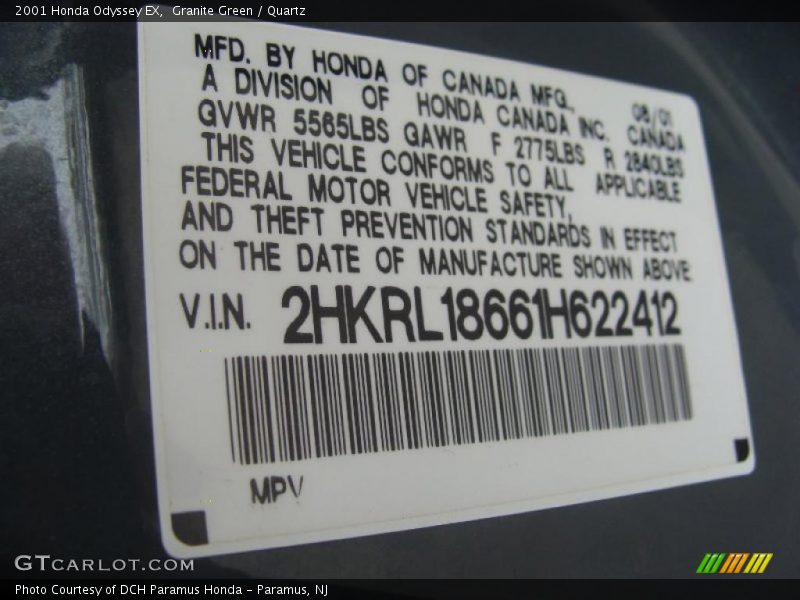 2001 Honda Odyssey EX, Granite Green / Quartz
MFD. BY HONDA OF CANADA MFG., 08/01
A DIVISION OF HONDA CANADA INC. CANADA
GVWR 5565LBS GAWR F 2775LBS R 2840LBS
THIS VEHICLE CONFORMS TO ALL APPLICABLE
FEDERAL MOTOR VEHICLE SAFETY,
AND THEFT PREVENTION STANDARDS IN EFFECT
ON THE DATE OF MANUFACTURE SHOWN ABOVE
V.I.N. 2HKRL18661H622412
MPV
GTCARLOT.COM
Photo Courtesy of DCH Paramus Honda - Paramus, NJ